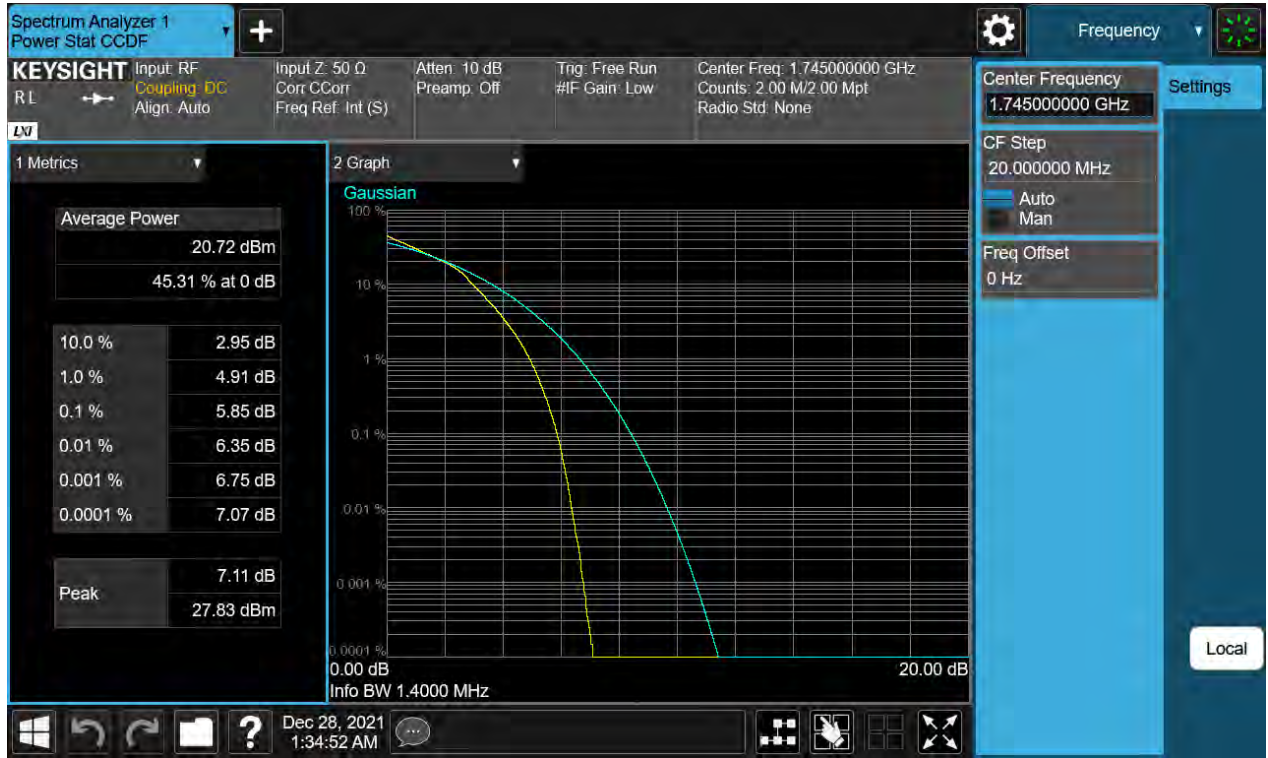 Spectrum Analyzer 1
Power Stat CCDF
+
Frequency
KEYSIGHT
R L
LXI
Input: RF
Coupling: DC
Align: Auto
Input Z: 50 Ω
Corr CCorr
Freq Ref: Int (S)
Atten: 10 dB
Preamp: Off
Trig: Free Run
#IF Gain: Low
Center Freq: 1.745000000 GHz
Counts: 2.00 M/2.00 Mpt
Radio Std: None
Center Frequency
1.745000000 GHz
Settings
CF Step
20.000000 MHz
Auto
Man
Freq Offset
0 Hz
1 Metrics
Average Power
20.72 dBm
45.31 % at 0 dB
10.0 % 2.95 dB
1.0 % 4.91 dB
0.1 % 5.85 dB
0.01 % 6.35 dB
0.001 % 6.75 dB
0.0001 % 7.07 dB
Peak
7.11 dB
27.83 dBm
2 Graph
Gaussian
100 %
10 %
1 %
0.1 %
0.01 %
0.001 %
0.0001 %
0.00 dB 20.00 dB
Info BW 1.4000 MHz
Local
?
Dec 28, 2021
1:34:52 AM